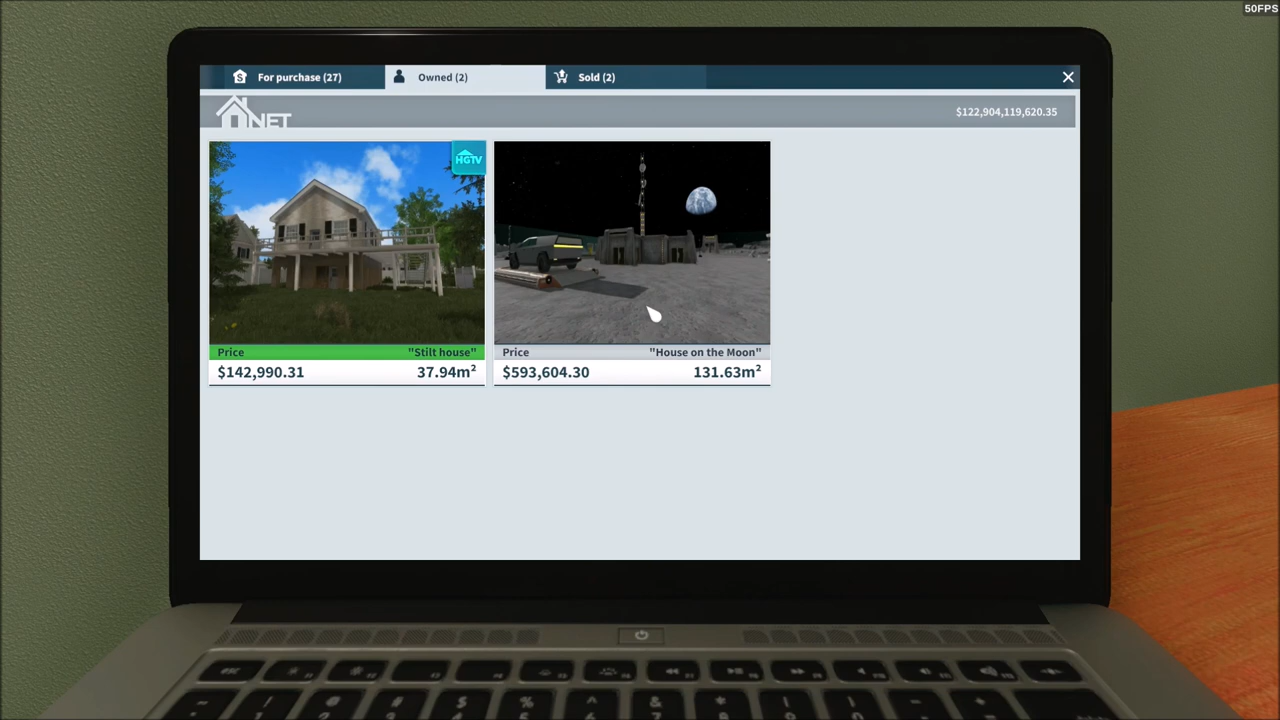 50FPS
For purchase (27)
Owned (2)
Sold (2)
NET
$122,904,119,620.35
HGTV
Price
"Stilt house"
$142,990.31
37.94m²
Price
"House on the Moon"
$593,604.30
131.63m²
esc